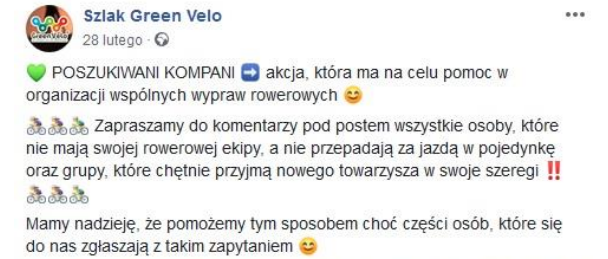 Szlak Green Velo
28 lutego ·
GreenVelo
💚 POSZUKIWANI KOMPANI ➡️ akcja, która ma na celu pomoc w
organizacji wspólnych wypraw rowerowych 😊
🚴🚴🚴 Zapraszamy do komentarzy pod postem wszystkie osoby, które
nie mają swojej rowerowej ekipy, a nie przepadają za jazdą w pojedynkę
oraz grupy, które chętnie przyjmą nowego towarzysza w swoje szeregi ‼️
🚴🚴🚴
Mamy nadzieję, że pomożemy tym sposobem choć części osób, które się
do nas zgłaszają z takim zapytaniem 😊